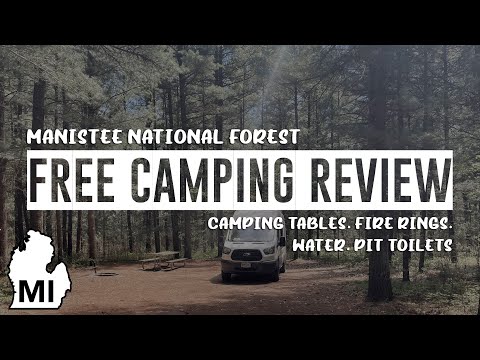 MANISTEE NATIONAL FOREST
FREE CAMPING REVIEW
CAMPING TABLES. FIRE RINGS.
WATER. PIT TOILETS
MI